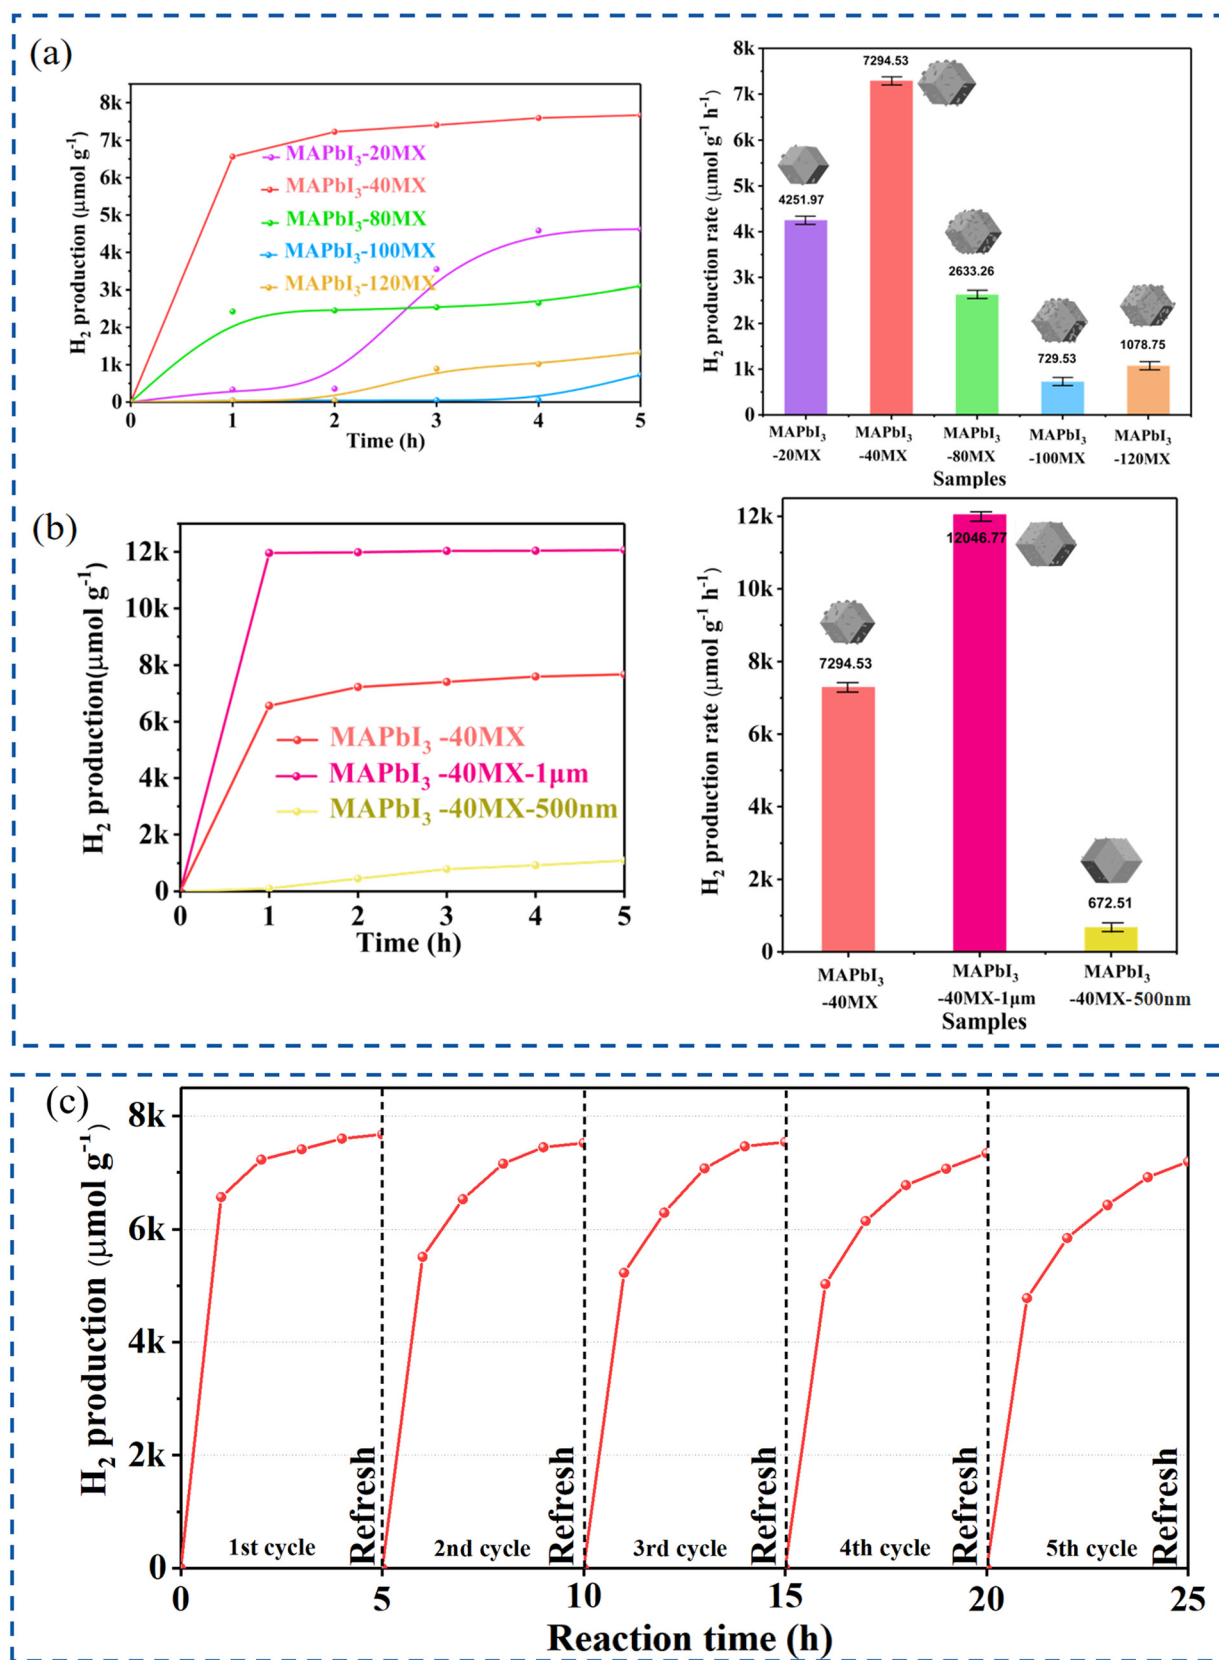 (a)
H₂ production (μmol g⁻¹)
8k
7k
6k
5k
4k
3k
2k
1k
0
MAPbI₃-20MX
MAPbI₃-40MX
MAPbI₃-80MX
MAPbI₃-100MX
MAPbI₃-120MX
0 1 2 3 4 5
Time (h)
H₂ production rate (μmol g⁻¹ h⁻¹)
8k
7k
6k
5k
4k
3k
2k
1k
0
4251.97
7294.53
2633.26
729.53
1078.75
MAPbI₃ MAPbI₃ MAPbI₃ MAPbI₃ MAPbI₃
-20MX -40MX -80MX -100MX -120MX
Samples
(b)
H₂ production(μmol g⁻¹)
12k
10k
8k
6k
4k
2k
0
MAPbI₃ -40MX
MAPbI₃ -40MX-1μm
MAPbI₃ -40MX-500nm
0 1 2 3 4 5
Time (h)
H₂ production rate (μmol g⁻¹ h⁻¹)
12k
10k
8k
6k
4k
2k
0
7294.53
12046.77
672.51
MAPbI₃ MAPbI₃ MAPbI₃
-40MX -40MX-1μm -40MX-500nm
Samples
(c)
H₂ production (μmol g⁻¹)
8k
6k
4k
2k
0
1st cycle
Refresh
2nd cycle
Refresh
3rd cycle
Refresh
4th cycle
Refresh
5th cycle
Refresh
0 5 10 15 20 25
Reaction time (h)